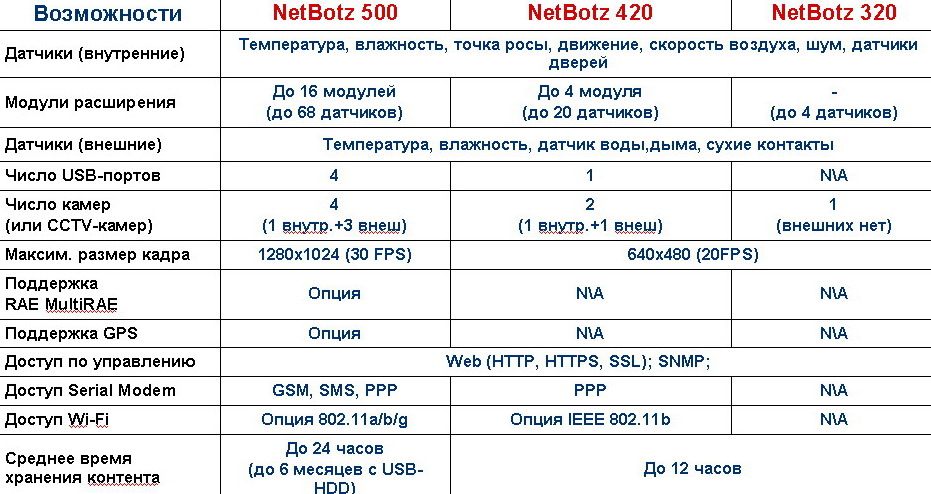 Возможности NetBotz 500 NetBotz 420 NetBotz 320
Датчики (внутренние)
Температура, влажность, точка росы, движение, скорость воздуха, шум, датчики
дверей
Модули расширения
До 16 модулей
(до 68 датчиков)
До 4 модуля
(до 20 датчиков)
-
(до 4 датчиков)
Датчики (внешние)
Температура, влажность, датчик воды,дыма, сухие контакты
Число USB-портов 4 1 N\A
Число камер
(или CCTV-камер)
4
(1 внутр.+3 внеш)
2
(1 внутр.+1 внеш)
1
(внешних нет)
Максим. размер кадра 1280x1024 (30 FPS) 640x480 (20FPS)
Поддержка
RAE MultiRAE
Опция N\A N\A
Поддержка GPS Опция N\A N\A
Доступ по управлению Web (HTTP, HTTPS, SSL); SNMP;
Доступ Serial Modem GSM, SMS, PPP PPP N\A
Доступ Wi-Fi Опция 802.11a/b/g Опция IEEE 802.11b N\A
Среднее время
хранения контента
До 24 часов
(до 6 месяцев с USB-
HDD)
До 12 часов